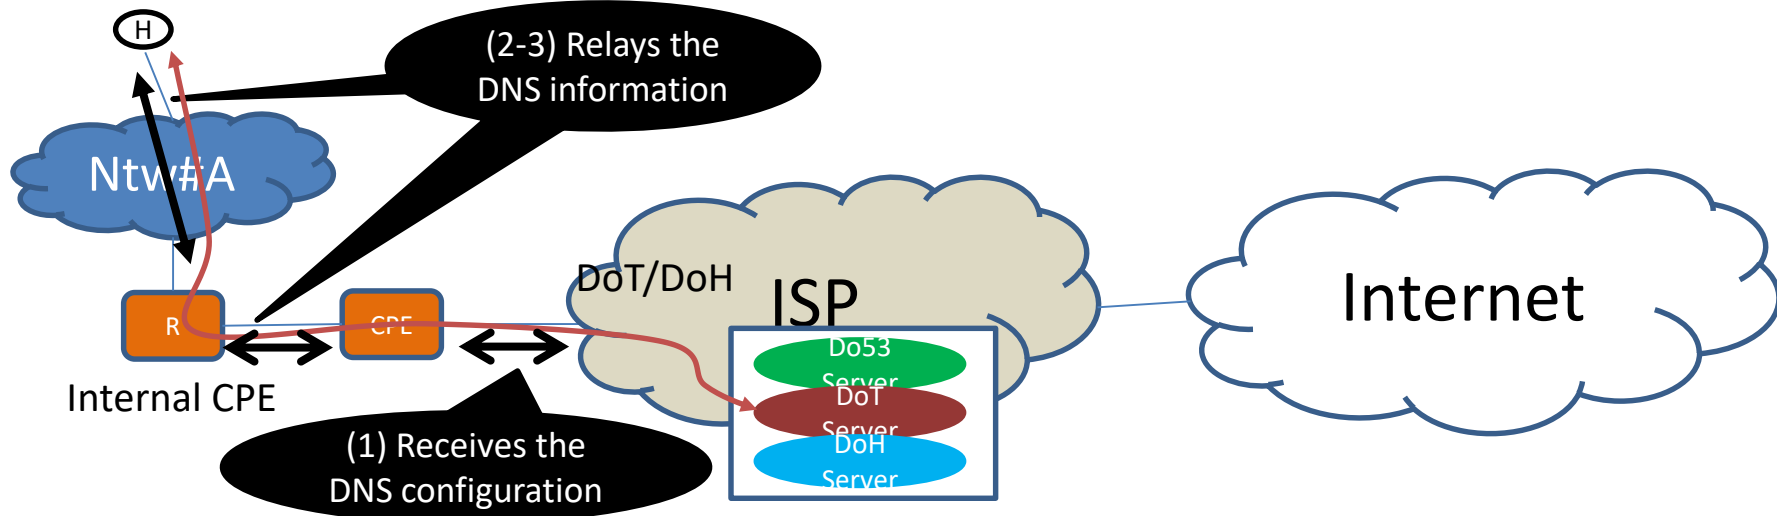 H
(2-3) Relays the
DNS information
Ntw#A
DoT/DoH
ISP
Internet
R
CPE
Do53
Server
DoT
Server
DoH
Server
Internal CPE
(1) Receives the
DNS configuration